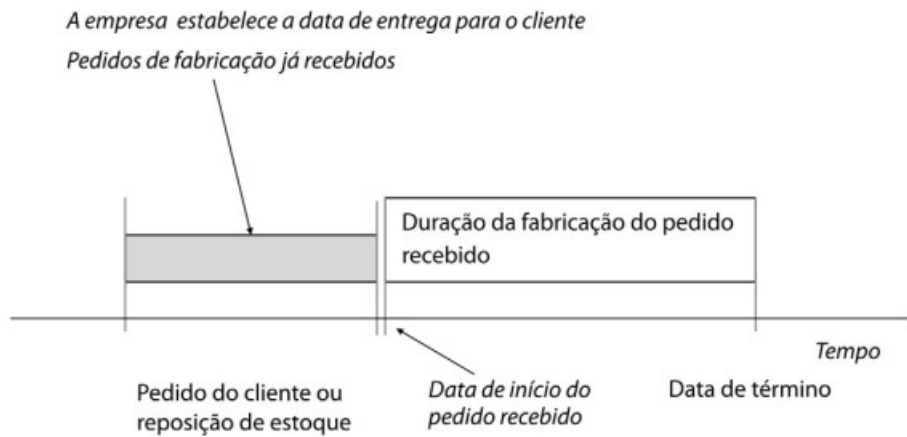 A empresa estabelece a data de entrega para o cliente
Pedidos de fabricação já recebidos
Duração da fabricação do pedido
recebido
Tempo
Pedido do cliente ou
reposição de estoque
Data de início do
pedido recebido
Data de término